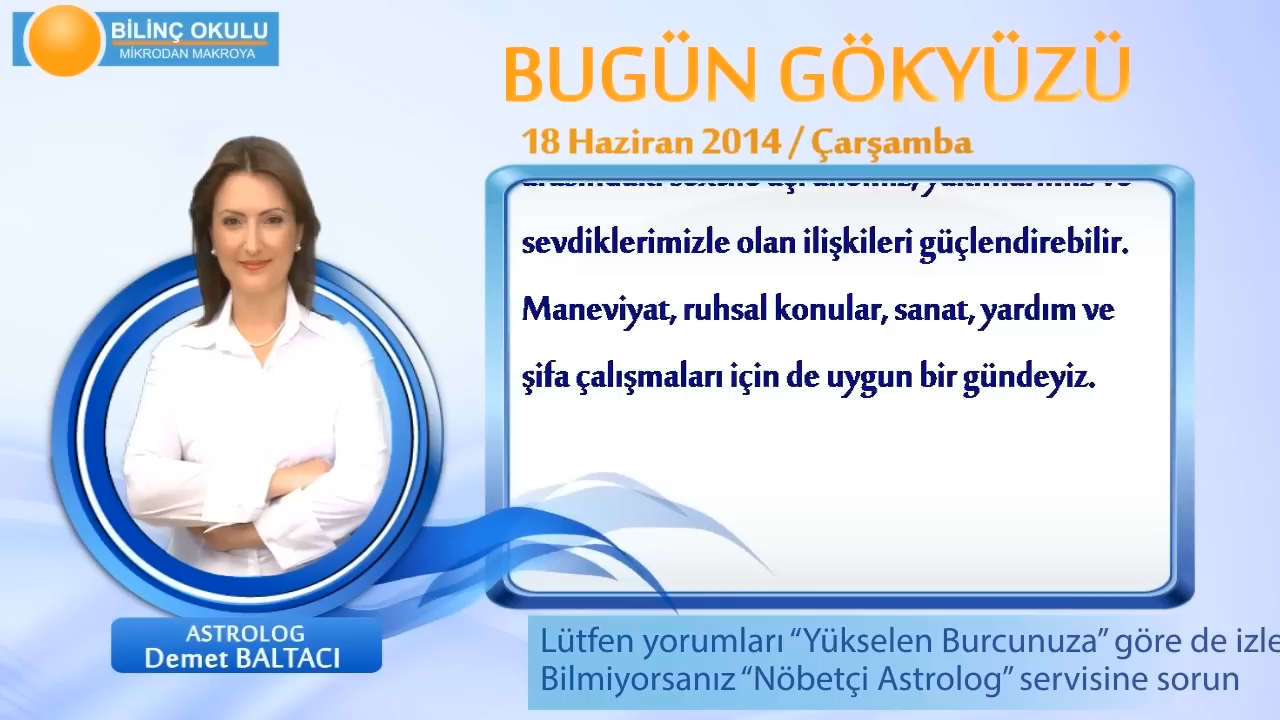 BİLİNÇ OKULU
MİKRODAN MAKROYA
BUGÜN GÖKYÜZÜ
18 Haziran 2014 / Çarşamba
sevdiklerimizle olan ilişkileri güçlendirebilir.
Maneviyat, ruhsal konular, sanat, yardım ve
şifa çalışmaları için de uygun bir gündeyiz.
ASTROLOG
Demet BALTACI
Lütfen yorumları “Yükselen Burcunuza” göre de izle
Bilmiyorsanız “Nöbetçi Astrolog” servisine sorun